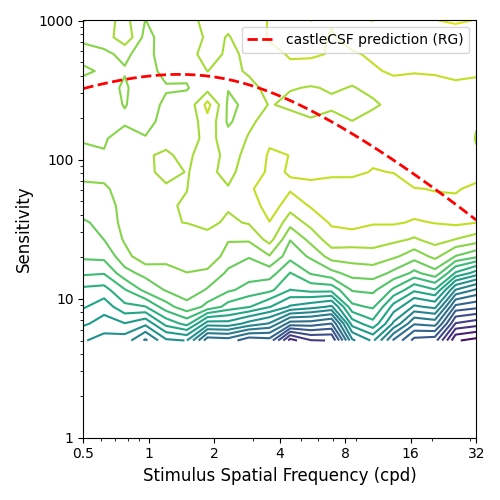 1000
castleCSF prediction (RG)
100
Sensitivity
10
1
0.5 1 2 4 8 16 32
Stimulus Spatial Frequency (cpd)